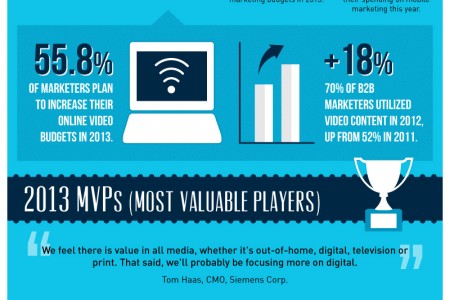 marketing budgets in 2013.
their spending on mobile
marketing this year.
55.8%
OF MARKETERS PLAN
TO INCREASE THEIR
ONLINE VIDEO
BUDGETS IN 2013.
+18%
70% OF B2B
MARKETERS UTILIZED
VIDEO CONTENT IN 2012,
UP FROM 52% IN 2011.
2013 MVPs (MOST VALUABLE PLAYERS)
“We feel there is value in all media, whether it's out-of-home, digital, television or
print. That said, we'll probably be focusing more on digital.”
Tom Haas, CMO, Siemens Corp.